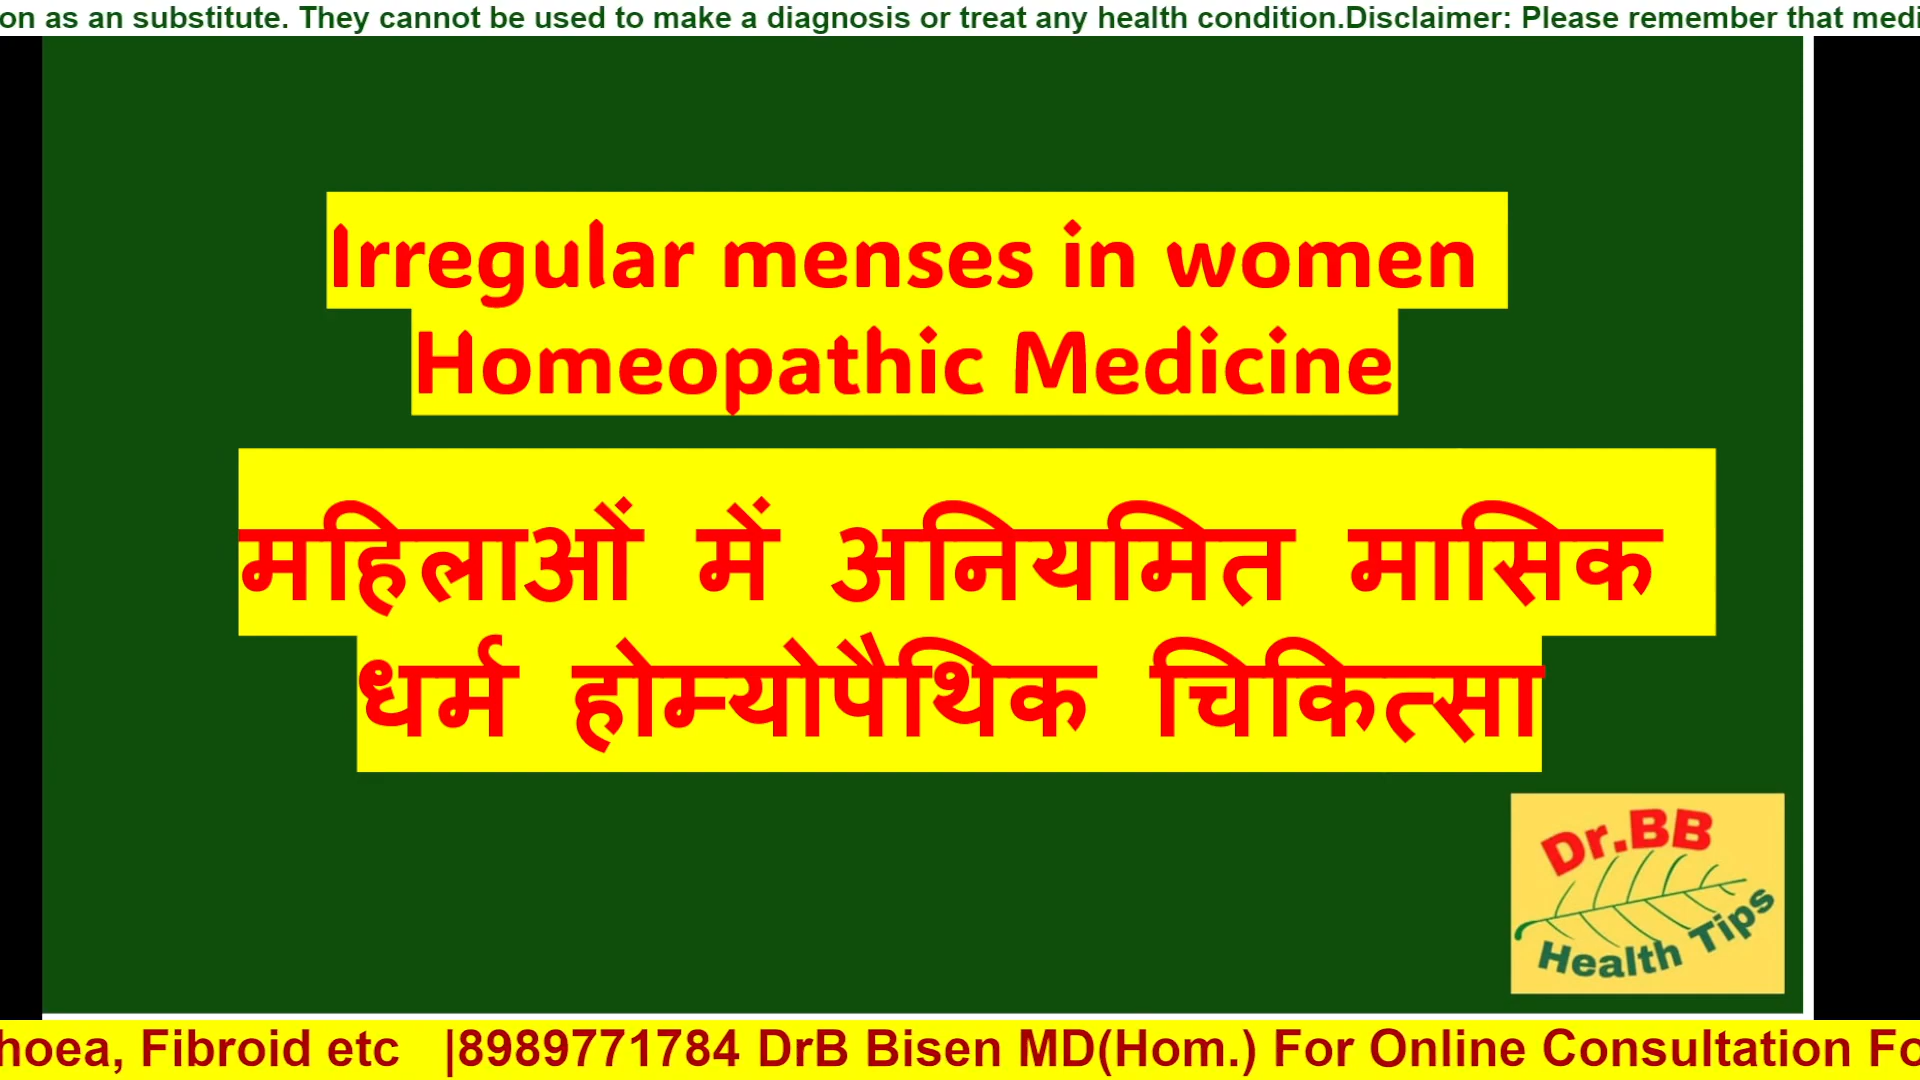 on as an substitute. They cannot be used to make a diagnosis or treat any health condition.Disclaimer: Please remember that medi
Irregular menses in women
Homeopathic Medicine
महिलाओं में अनियमित मासिक
धर्म होम्योपैथिक चिकित्सा
Dr.BB
Health Tips
hoea, Fibroid etc |8989771784 DrB Bisen MD(Hom.) For Online Consultation Fo